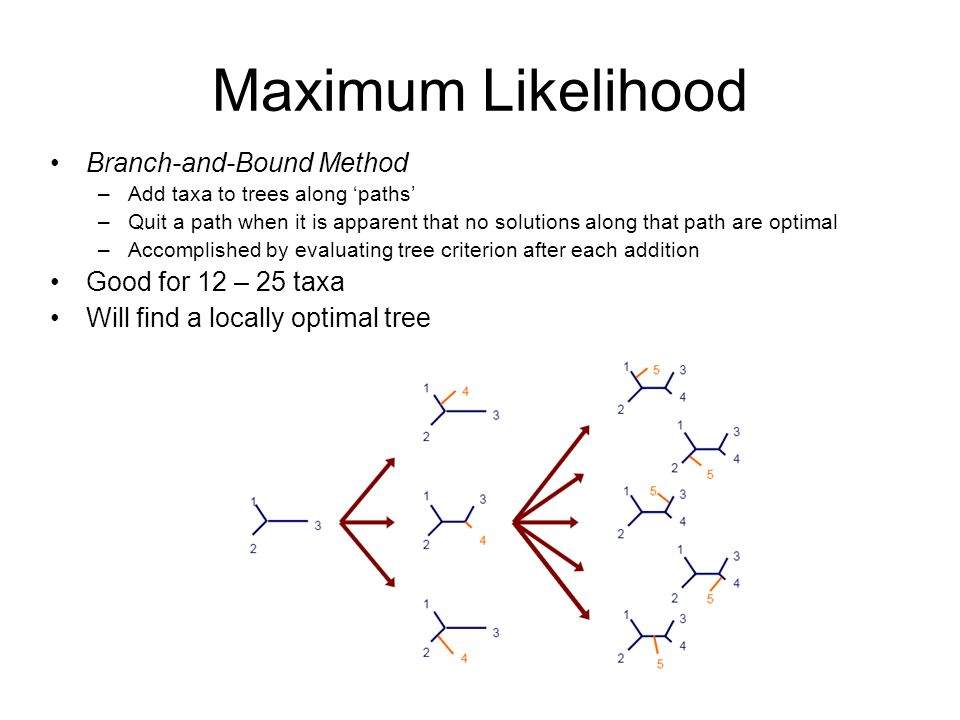 Maximum Likelihood
• Branch-and-Bound Method
– Add taxa to trees along ‘paths’
– Quit a path when it is apparent that no solutions along that path are optimal
– Accomplished by evaluating tree criterion after each addition
• Good for 12 – 25 taxa
• Will find a locally optimal tree
1 2 3
1 4 3 2
1 3 2 4
1 3 2 4
1 5 3 2 4
1 3 2 4 5
1 5 3 2 4
1 3 2 4 5
1 3 2 4 5